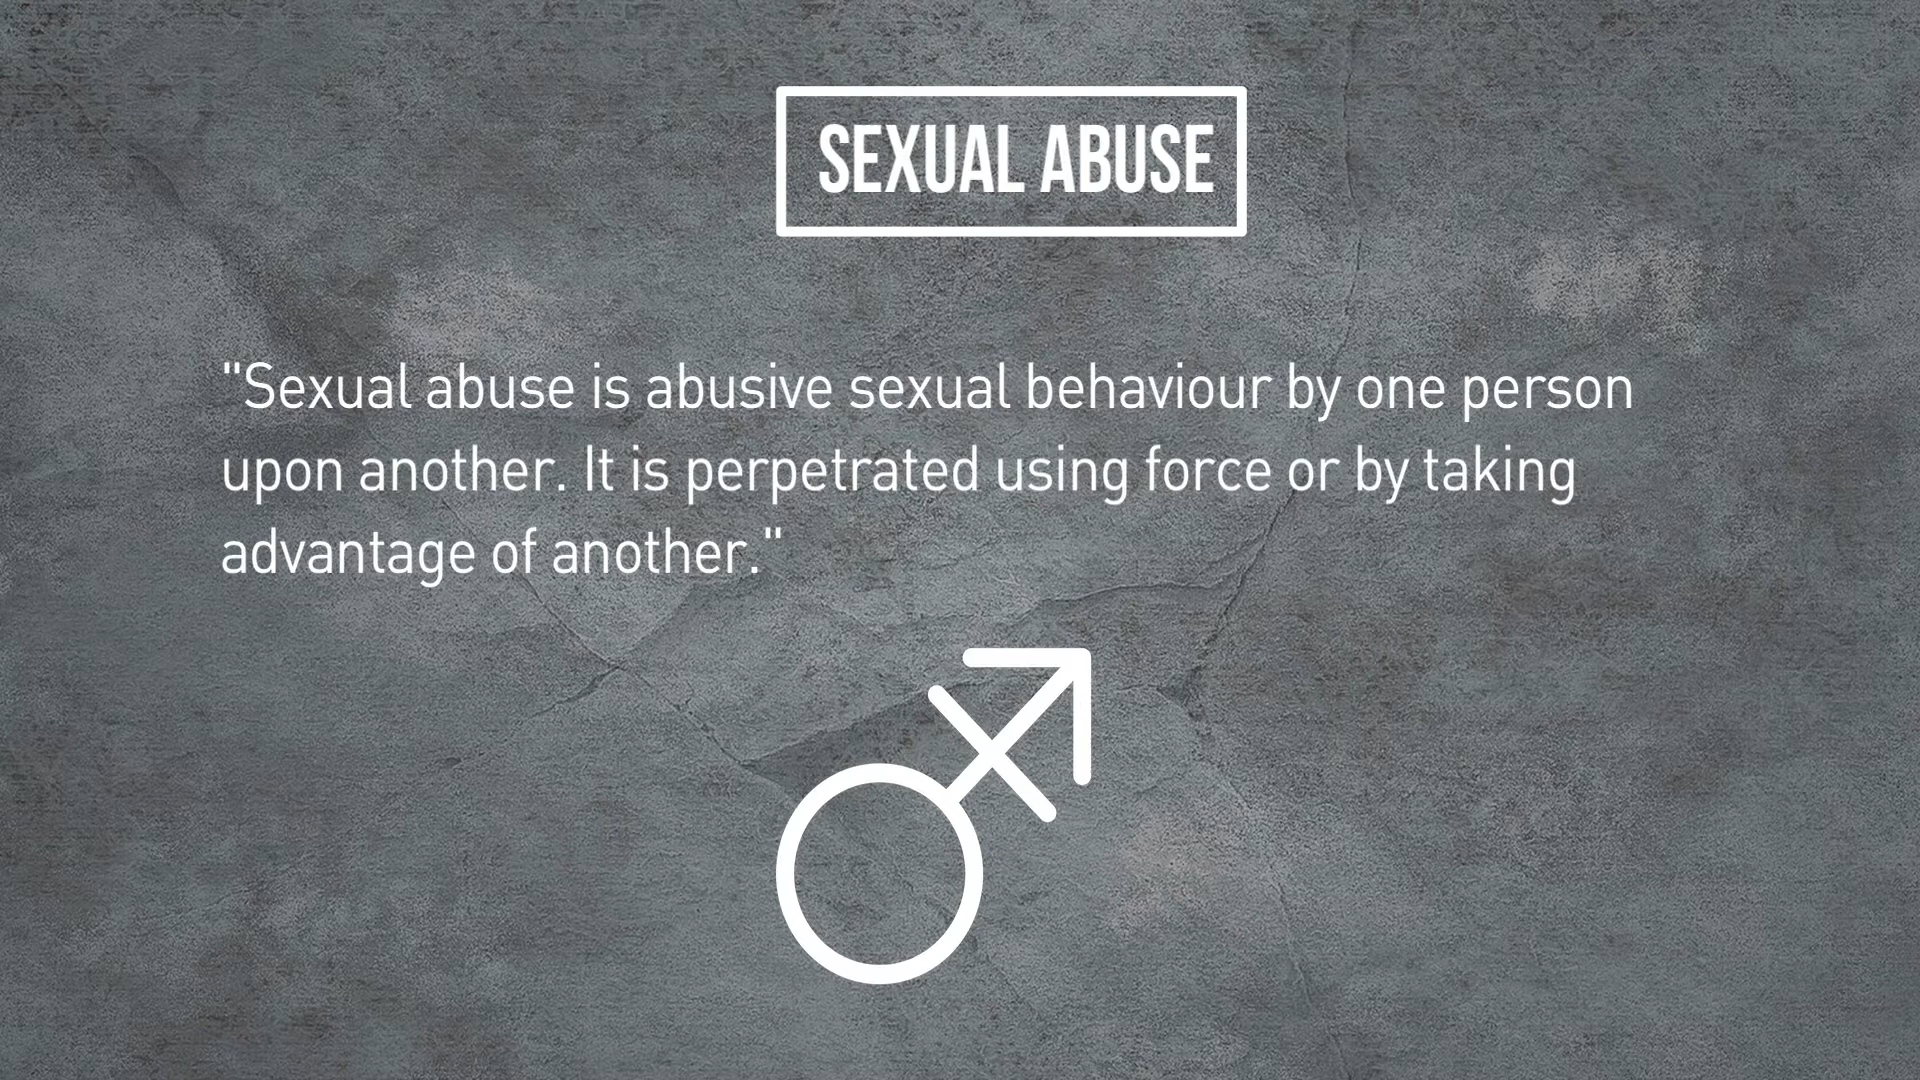 SEXUAL ABUSE
"Sexual abuse is abusive sexual behaviour by one person
upon another. It is perpetrated using force or by taking
advantage of another."